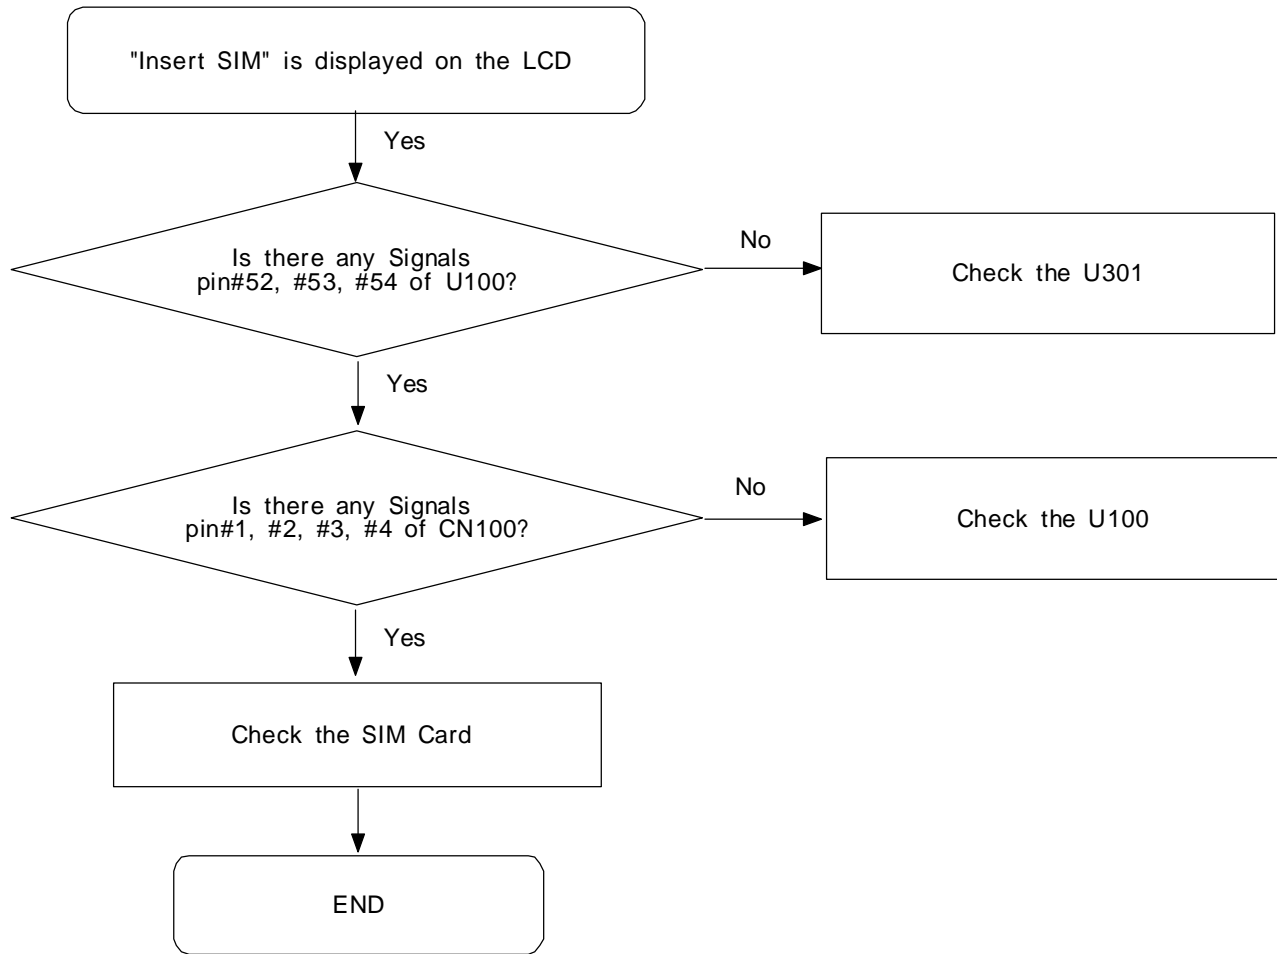 "Insert SIM" is displayed on the LCD
Yes
Is there any Signals
pin#52, #53, #54 of U100?
No
Check the U301
Yes
Is there any Signals
pin#1, #2, #3, #4 of CN100?
No
Check the U100
Yes
Check the SIM Card
END